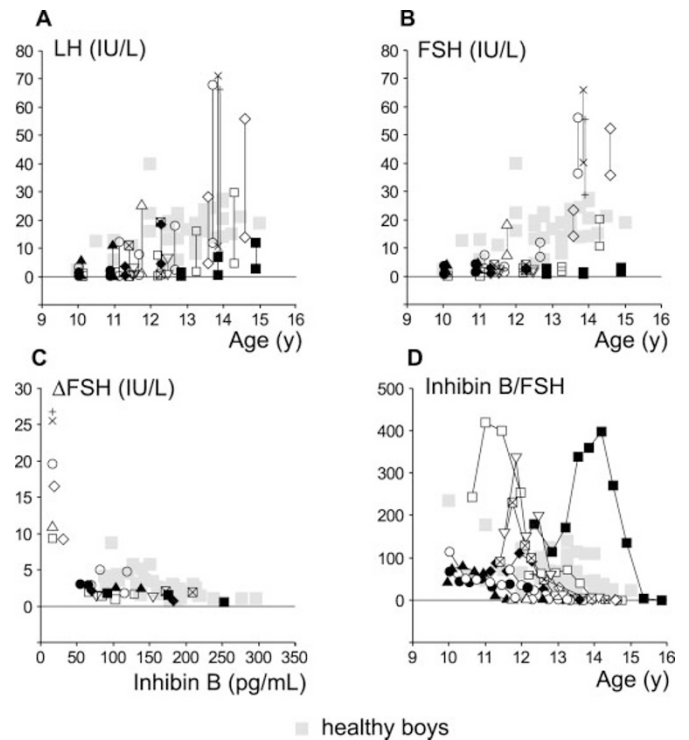 A B
LH (IU/L) FSH (IU/L)
80 80
70 70
60 60
50 50
40 40
30 30
20 20
10 10
0 0
9 10 11 12 13 14 15 16 9 10 11 12 13 14 15 16
Age (y) Age (y)
C D
ΔFSH (IU/L) Inhibin B/FSH
30 500
25 400
20 300
15 200
10 100
5 0
0
0 50 100 150 200 250 300 350 9 10 11 12 13 14 15 16
Inhibin B (pg/mL) Age (y)
healthy boys